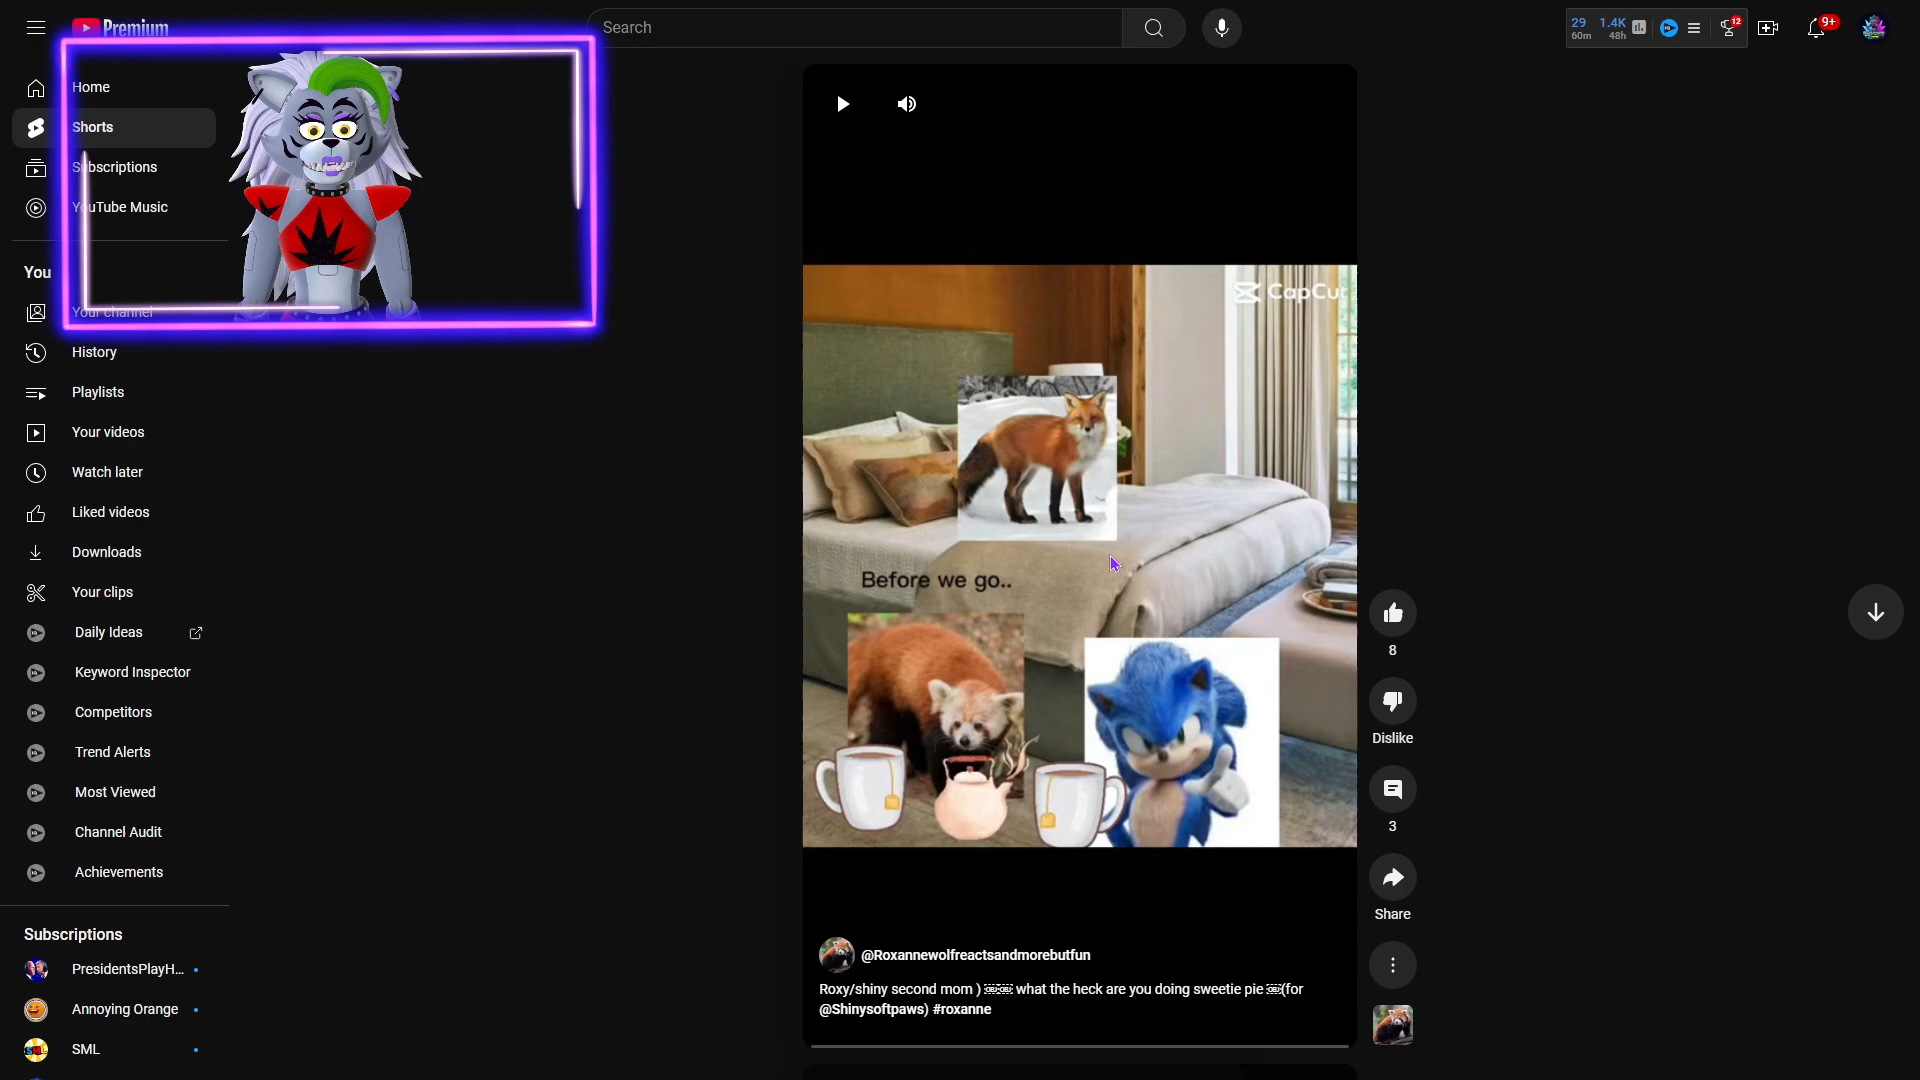 Premium
Search
29
60m
1.4K
48h
12
9+
Home
Shorts
Subscriptions
YouTube Music
You
Your channel
History
Playlists
Your videos
Watch later
Liked videos
Downloads
Your clips
Daily Ideas
Keyword Inspector
Competitors
Trend Alerts
Most Viewed
Channel Audit
Achievements
Subscriptions
PresidentsPlayH...
Annoying Orange
SML
CapCut
Before we go..
8
Dislike
3
Share
@Roxannewolfreactsandmorebutfun
Roxy/shiny second mom ) what the heck are you doing sweetie pie (for
@Shinysoftpaws) #roxanne